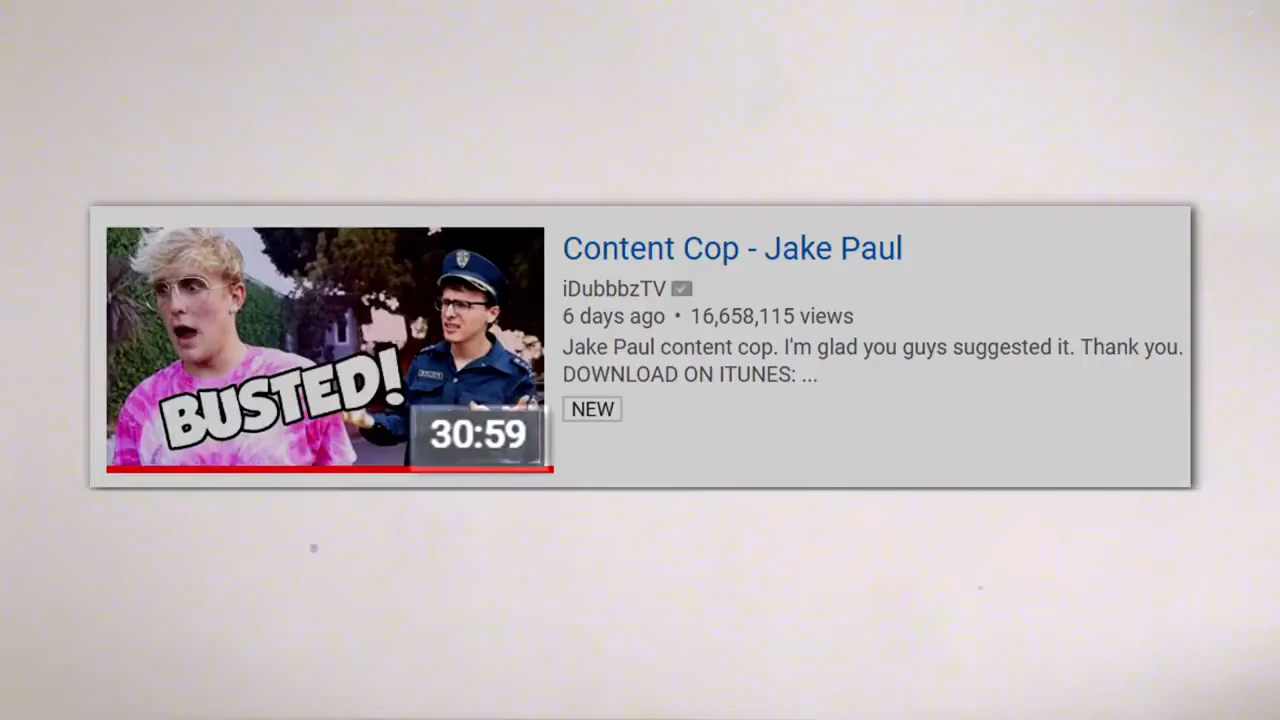 Content Cop - Jake Paul
iDubbbzTV
6 days ago • 16,658,115 views
Jake Paul content cop. I'm glad you guys suggested it. Thank you.
DOWNLOAD ON ITUNES: ...
NEW
BUSTED!
30:59